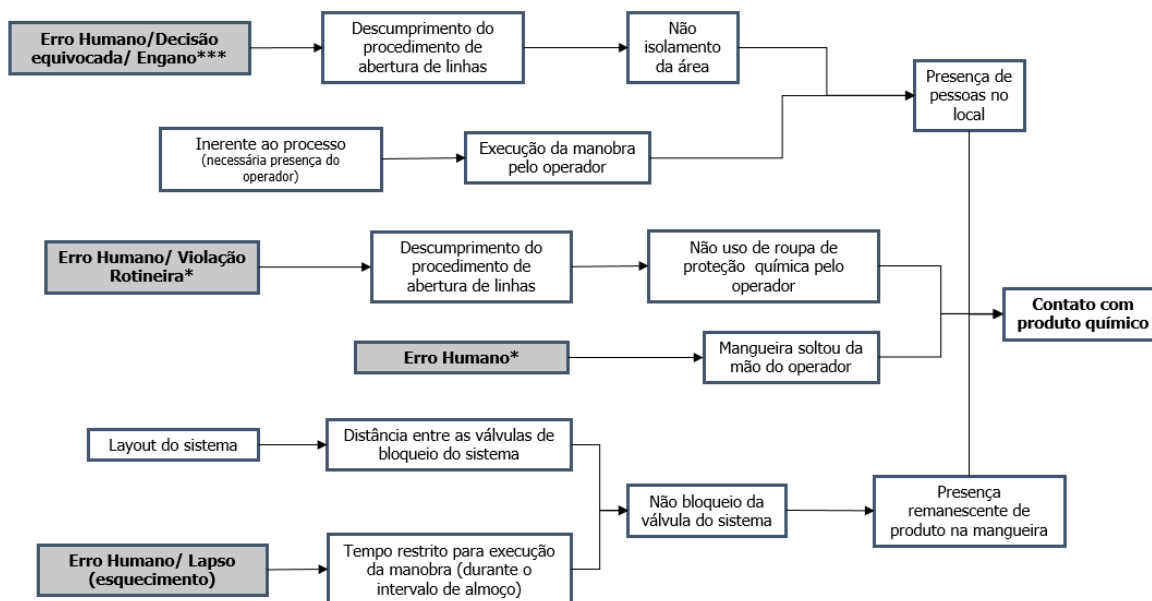 Erro Humano/Decisão
equivocada/ Engano***
Descumprimento do
procedimento de
abertura de linhas
Não
isolamento
da área
Presença de
pessoas no
local
Inerente ao processo
(necessária presença do
operador)
Execução da manobra
pelo operador
Erro Humano/ Violação
Rotineira*
Descumprimento do
procedimento de
abertura de linhas
Não uso de roupa de
proteção química pelo
operador
Contato com
produto químico
Erro Humano*
Mangueira soltou da
mão do operador
Layout do sistema
Distância entre as válvulas de
bloqueio do sistema
Não bloqueio da
válvula do sistema
Presença
remanescente de
produto na mangueira
Erro Humano/ Lapso
(esquecimento)
Tempo restrito para execução
da manobra (durante o
intervalo de almoço)